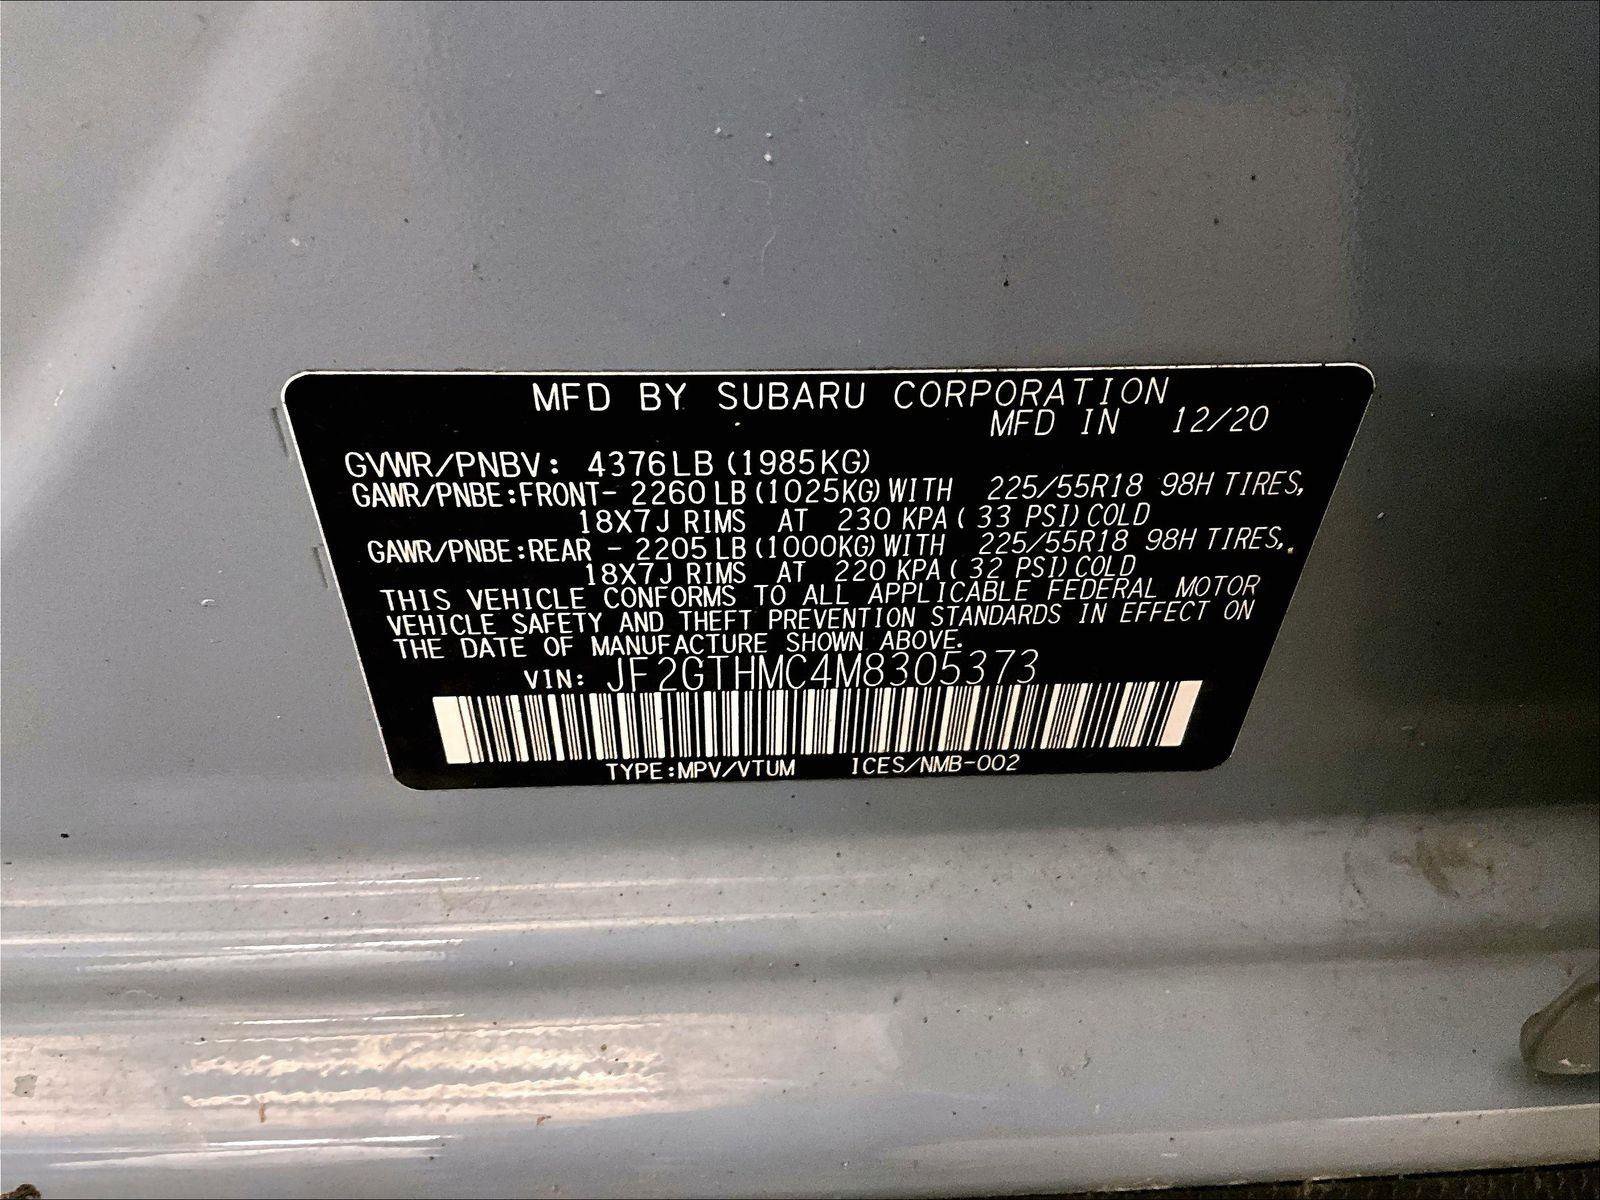 MFD BY SUBARU CORPORATION
MFD IN 12/20
GVWR/PNBV: 4376LB(1985KG)
GAWR/PNBE:FRONT- 2260LB(1025KG)WITH 225/55R18 98H TIRES,
18X7J RIMS AT 230 KPA( 33 PSI)COLD
GAWR/PNBE:REAR - 2205LB(1000KG)WITH 225/55R18 98H TIRES,
18X7J RIMS AT 220 KPA( 32 PSI)COLD
THIS VEHICLE CONFORMS TO ALL APPLICABLE FEDERAL MOTOR
VEHICLE SAFETY AND THEFT PREVENTION STANDARDS IN EFFECT ON
THE DATE OF MANUFACTURE SHOWN ABOVE.
VIN: JF2GTHMC4M8305373
TYPE:MPV/VTUM ICES/NMB-002